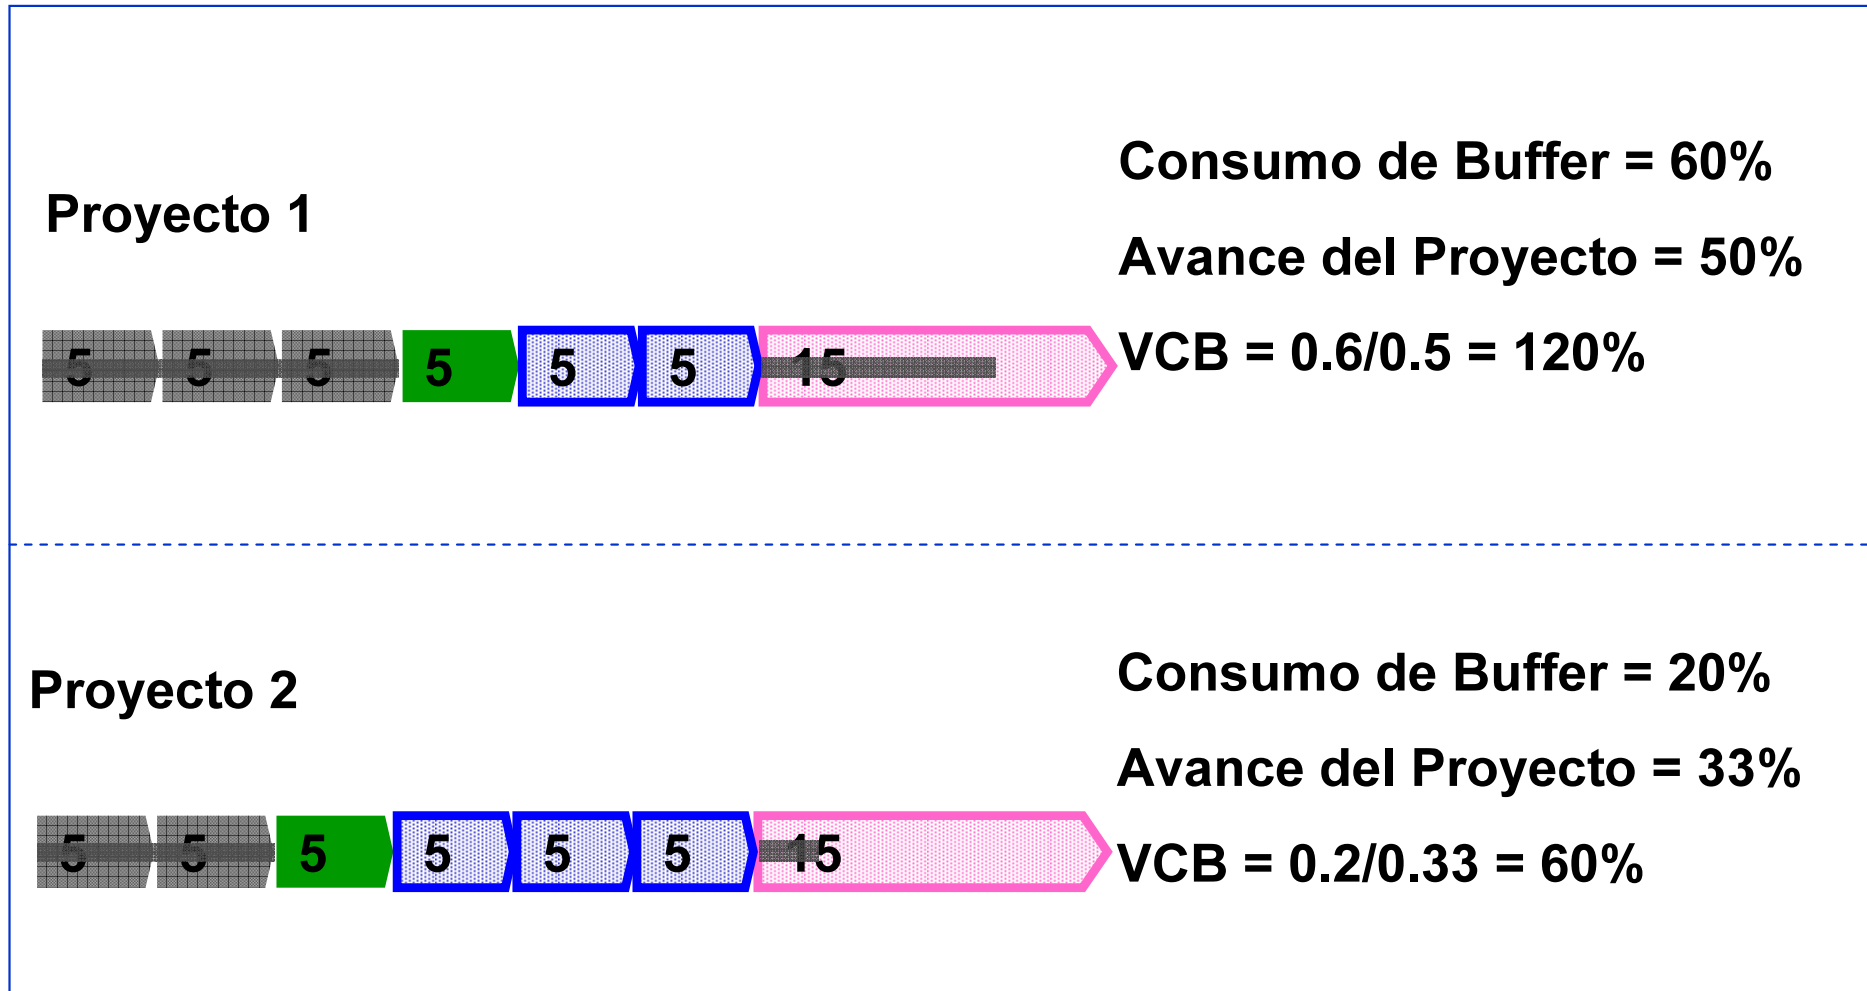 Proyecto 1
Consumo de Buffer = 60%
Avance del Proyecto = 50%
VCB = 0.6/0.5 = 120%
5 5 5 5 5 5 15
Proyecto 2
Consumo de Buffer = 20%
Avance del Proyecto = 33%
VCB = 0.2/0.33 = 60%
5 5 5 5 5 5 15